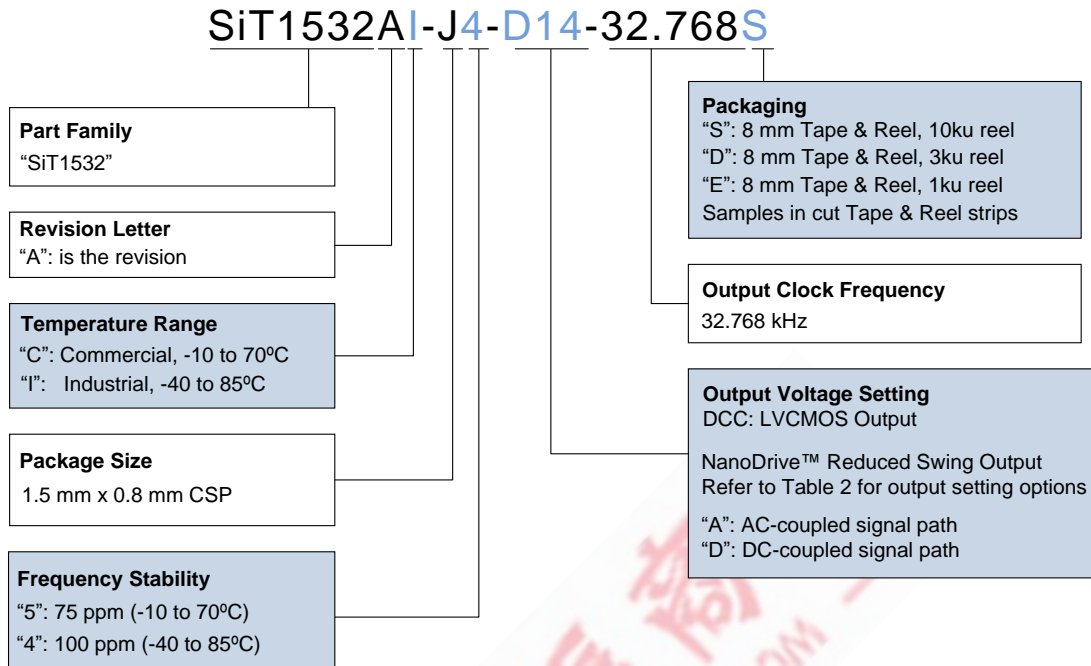 SiT1532AI-J4-D14-32.768S
Part Family
“SiT1532”
Revision Letter
“A”: is the revision
Temperature Range
“C”: Commercial, -10 to 70ºC
“I”: Industrial, -40 to 85ºC
Package Size
1.5 mm x 0.8 mm CSP
Frequency Stability
“5”: 75 ppm (-10 to 70ºC)
“4”: 100 ppm (-40 to 85ºC)
Packaging
“S”: 8 mm Tape & Reel, 10ku reel
“D”: 8 mm Tape & Reel, 3ku reel
“E”: 8 mm Tape & Reel, 1ku reel
Samples in cut Tape & Reel strips
Output Clock Frequency
32.768 kHz
Output Voltage Setting
DCC: LVCMOS Output
NanoDrive™ Reduced Swing Output
Refer to Table 2 for output setting options
“A”: AC-coupled signal path
“D”: DC-coupled signal path